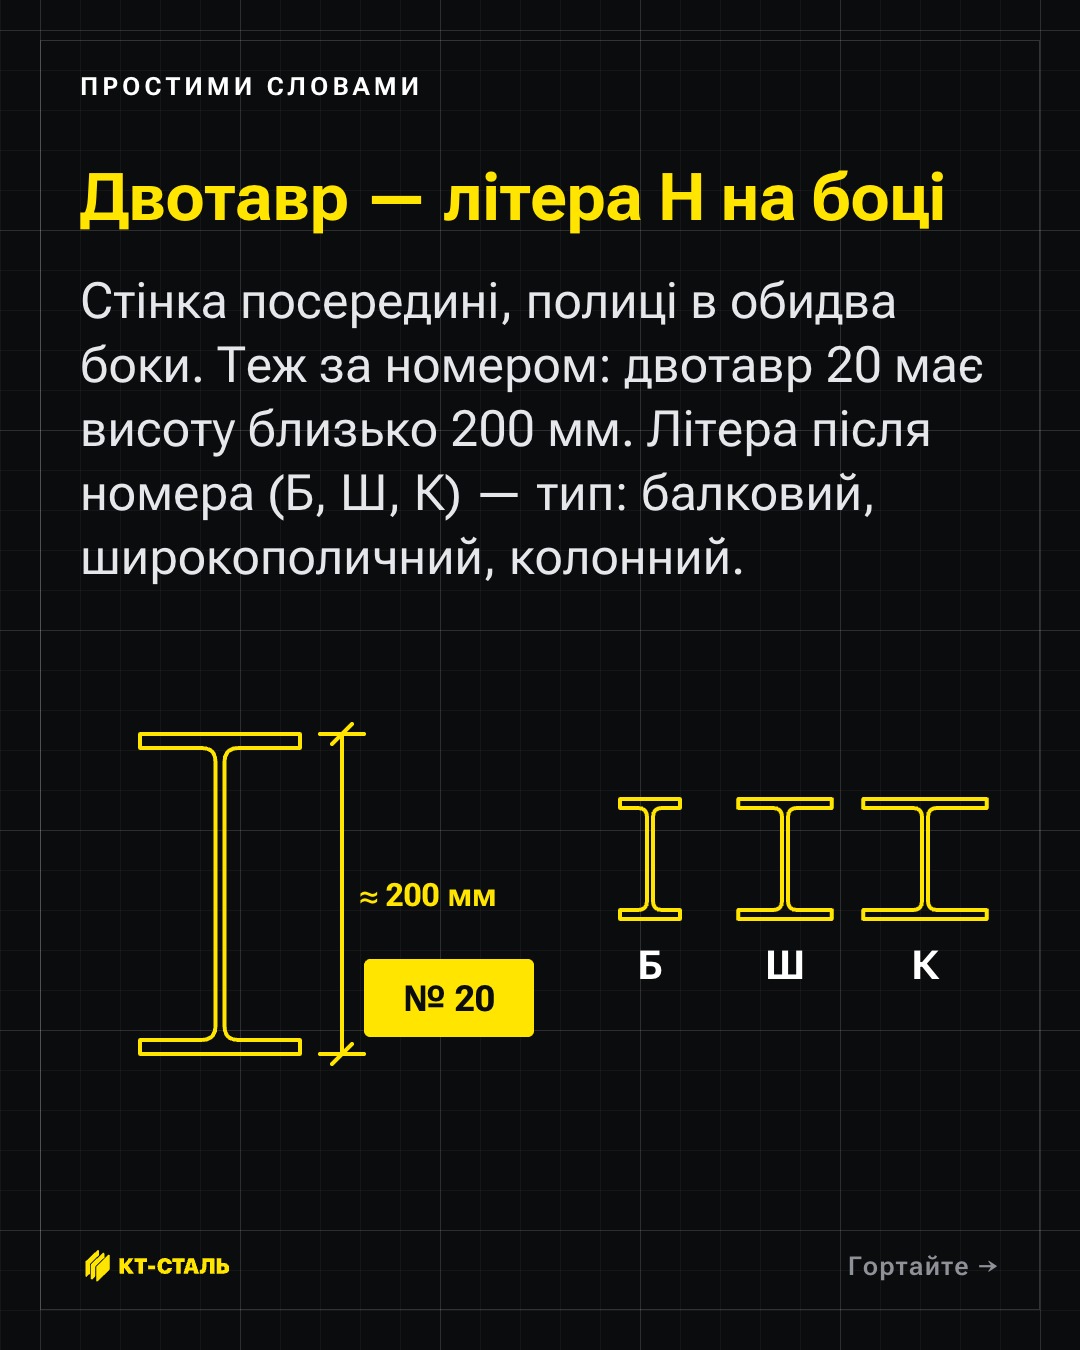 ПРОСТИМИ СЛОВАМИ
Двотавр — літера Н на боці
Стінка посередині, полиці в обидва
боки. Теж за номером: двотавр 20 має
висоту близько 200 мм. Літера після
номера (Б, Ш, К) — тип: балковий,
широкополичний, колонний.
≈ 200 мм
№ 20
Б Ш К
КТ-СТАЛЬ
Гортайте →